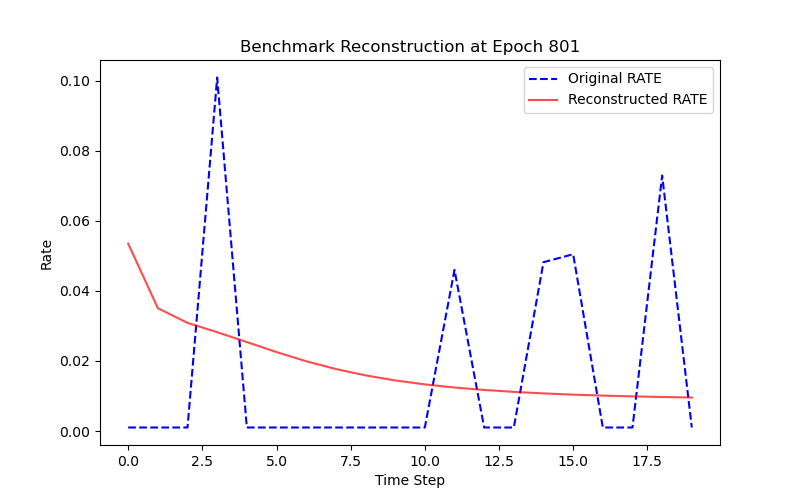 Benchmark Reconstruction at Epoch 801
Original RATE
Reconstructed RATE
0.10
0.08
0.06
0.04
0.02
0.00
Rate
0.0 2.5 5.0 7.5 10.0 12.5 15.0 17.5
Time Step